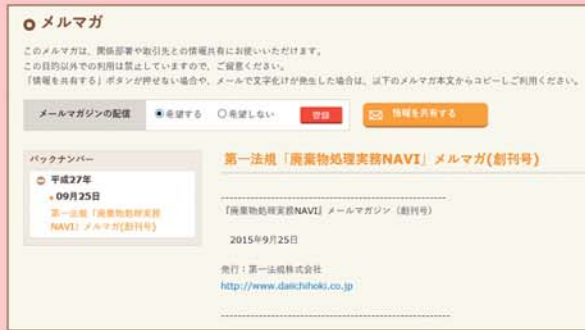 メルマガ
このメルマガは、関係部署や取引先との情報共有にお使いいただけます。
この目的以外での利用は禁止していますので、ご留意ください。
「情報を共有する」ボタンが押せない場合や、メールで文字化けが発生した場合は、以下のメルマガ本文からコピーしご利用ください。
メールマガジンの配信
希望する 希望しない
登録
情報を共有する
バックナンバー
平成27年
09月25日
第一法規「廃棄物処理実務NAVI」メルマガ(創刊号)
第一法規「廃棄物処理実務
NAVI」メルマガ(創刊号)
--------------------------------------------------
『廃棄物処理実務NAVI』メールマガジン（創刊号）
2015年9月25日
発行：第一法規株式会社
http://www.daiichihoki.co.jp
--------------------------------------------------